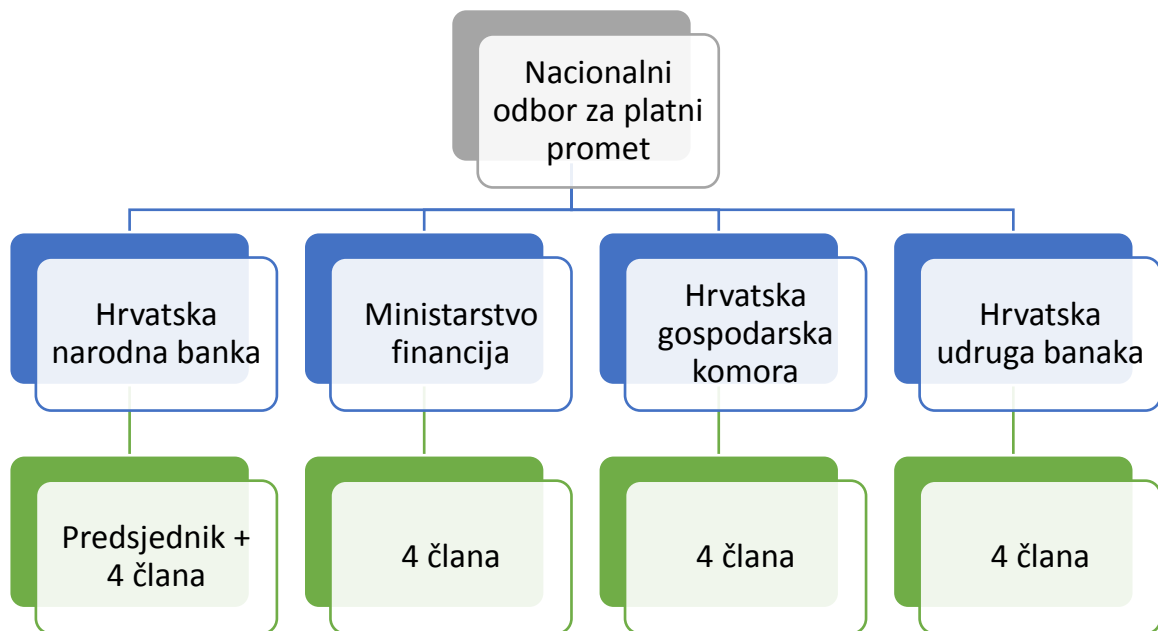 Nacionalni
odbor za platni
promet
Hrvatska
narodna banka
Ministarstvo
financija
Hrvatska
gospodarska
komora
Hrvatska
udruga banaka
Predsjednik +
4 člana
4 člana
4 člana
4 člana